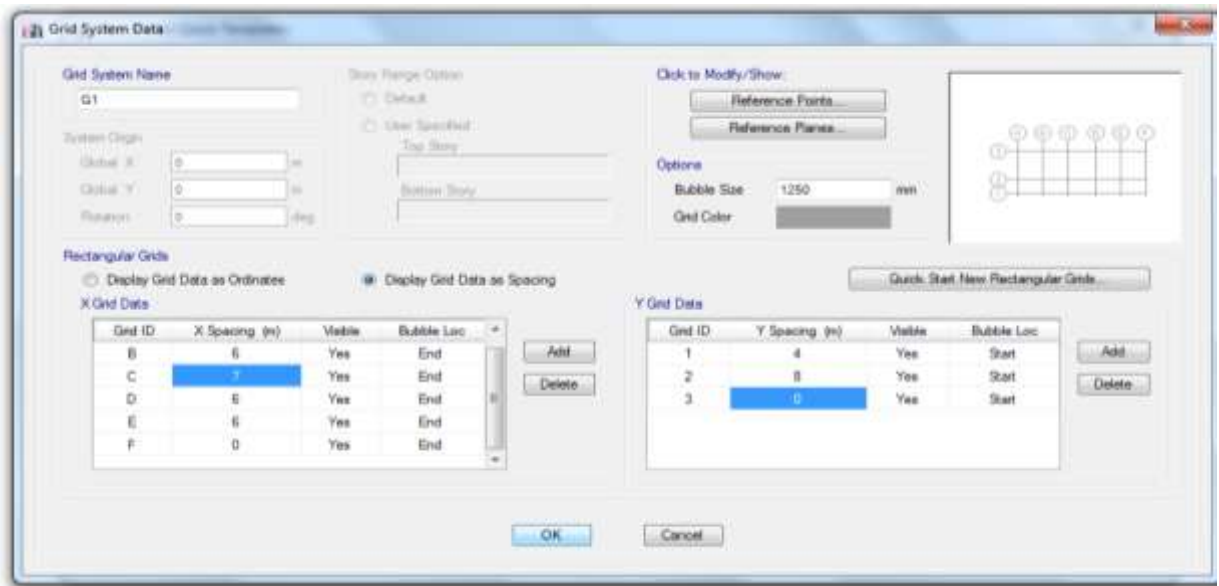 Grid System Data
Grid System Name
G1
System Origin
Global X 0 m
Global Y 0 m
Rotation 0 deg
Story Range Option
Default
User Specified
Top Story
Bottom Story
Click to Modify/Show:
Reference Points...
Reference Planes...
Options
Bubble Size 1250 mm
Grid Color
Rectangular Grids
Display Grid Data as Ordinates
Display Grid Data as Spacing
Quick Start New Rectangular Grids...
X Grid Data
Grid ID X Spacing (m) Visible Bubble Loc
B 6 Yes End
C 7 Yes End
D 6 Yes End
E 6 Yes End
F 0 Yes End
Add
Delete
Y Grid Data
Grid ID Y Spacing (m) Visible Bubble Loc
1 4 Yes Start
2 8 Yes Start
3 0 Yes Start
Add
Delete
OK
Cancel